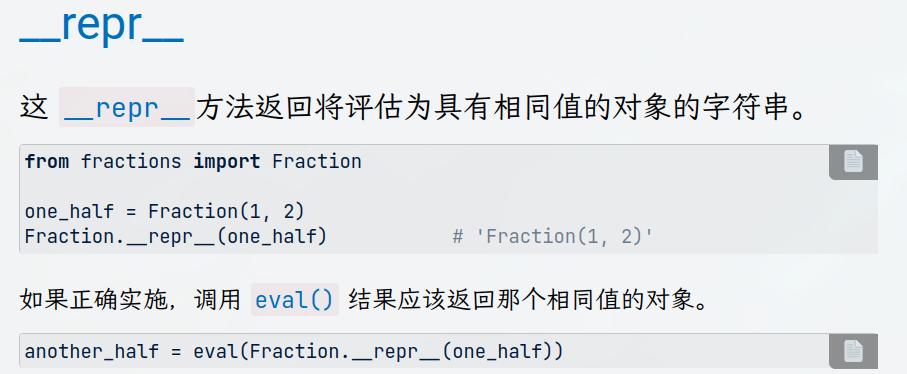 __repr__
这 __repr__ 方法返回将评估为具有相同值的对象的字符串。
from fractions import Fraction
one_half = Fraction(1, 2)
Fraction.__repr__(one_half)           # 'Fraction(1, 2)'
如果正确实施，调用 eval() 结果应该返回那个相同值的对象。
another_half = eval(Fraction.__repr__(one_half))